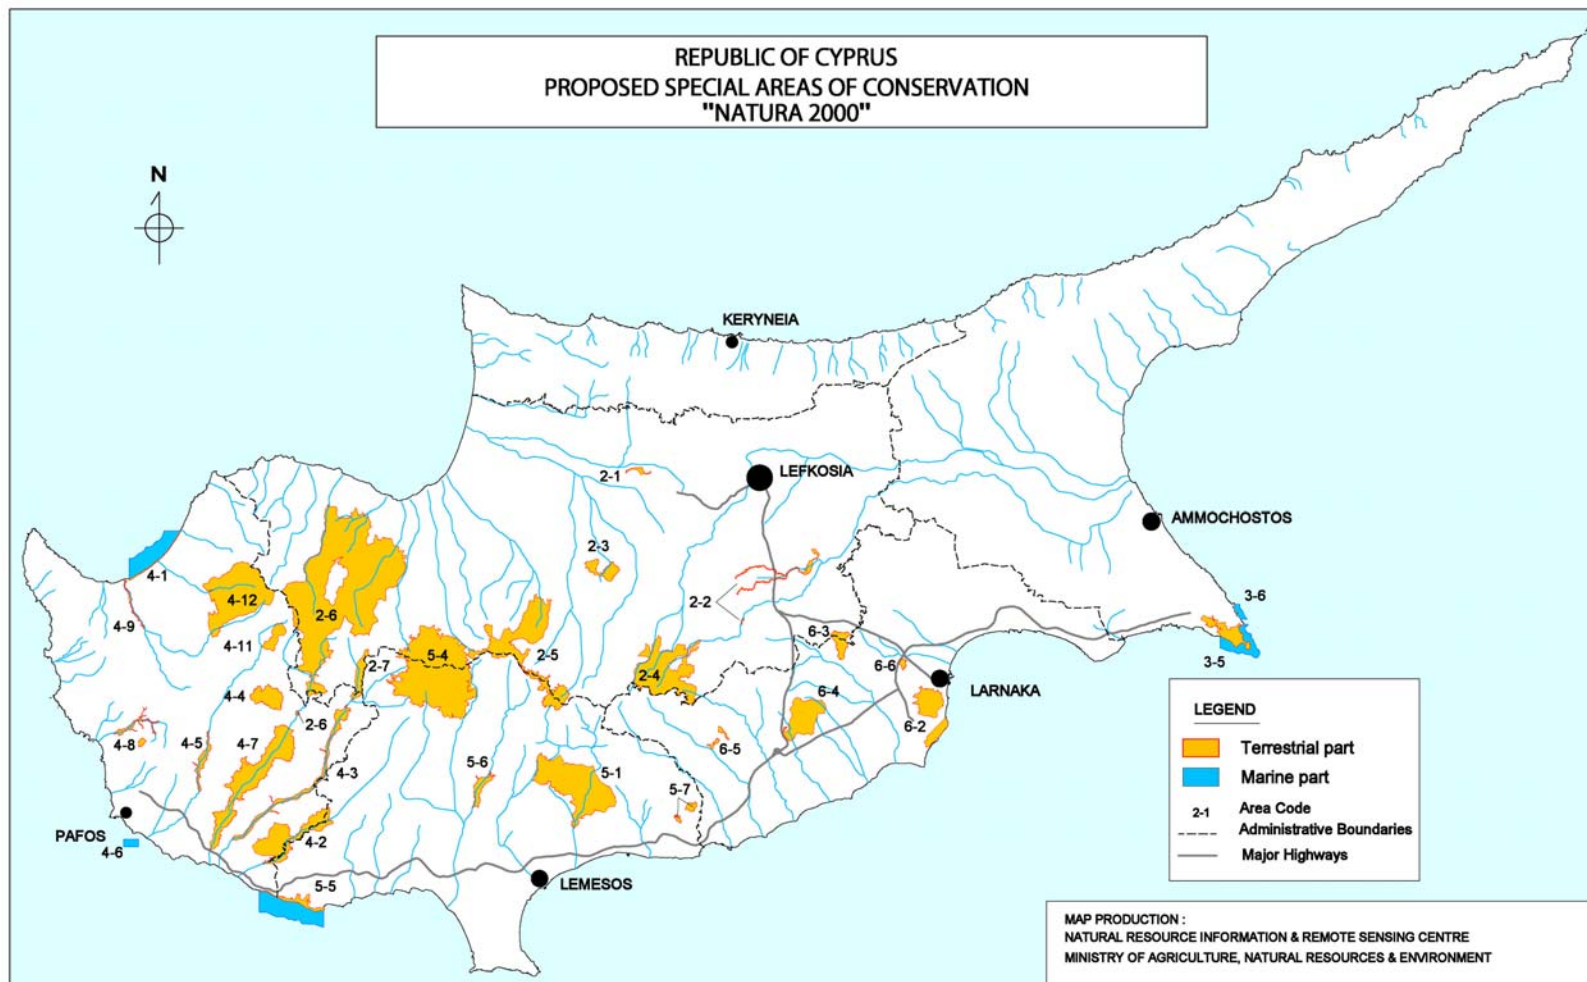 REPUBLIC OF CYPRUS
PROPOSED SPECIAL AREAS OF CONSERVATION
"NATURA 2000"
N
KERYNEIA
LEFKOSIA
2-1
AMMOCHOSTOS
2-3
4-1
4-12
2-2
3-6
4-9
2-6
4-11
6-3
2-7
5-4
2-5
3-5
6-6
2-4
LARNAKA
4-4
6-4
2-6
6-2
4-8
4-5
4-7
6-5
4-3
5-6
5-1
5-7
PAFOS
4-2
4-6
5-5
LEMESOS
LEGEND
Terrestrial part
Marine part
2-1 Area Code
Administrative Boundaries
Major Highways
MAP PRODUCTION :
NATURAL RESOURCE INFORMATION & REMOTE SENSING CENTRE
MINISTRY OF AGRICULTURE, NATURAL RESOURCES & ENVIRONMENT